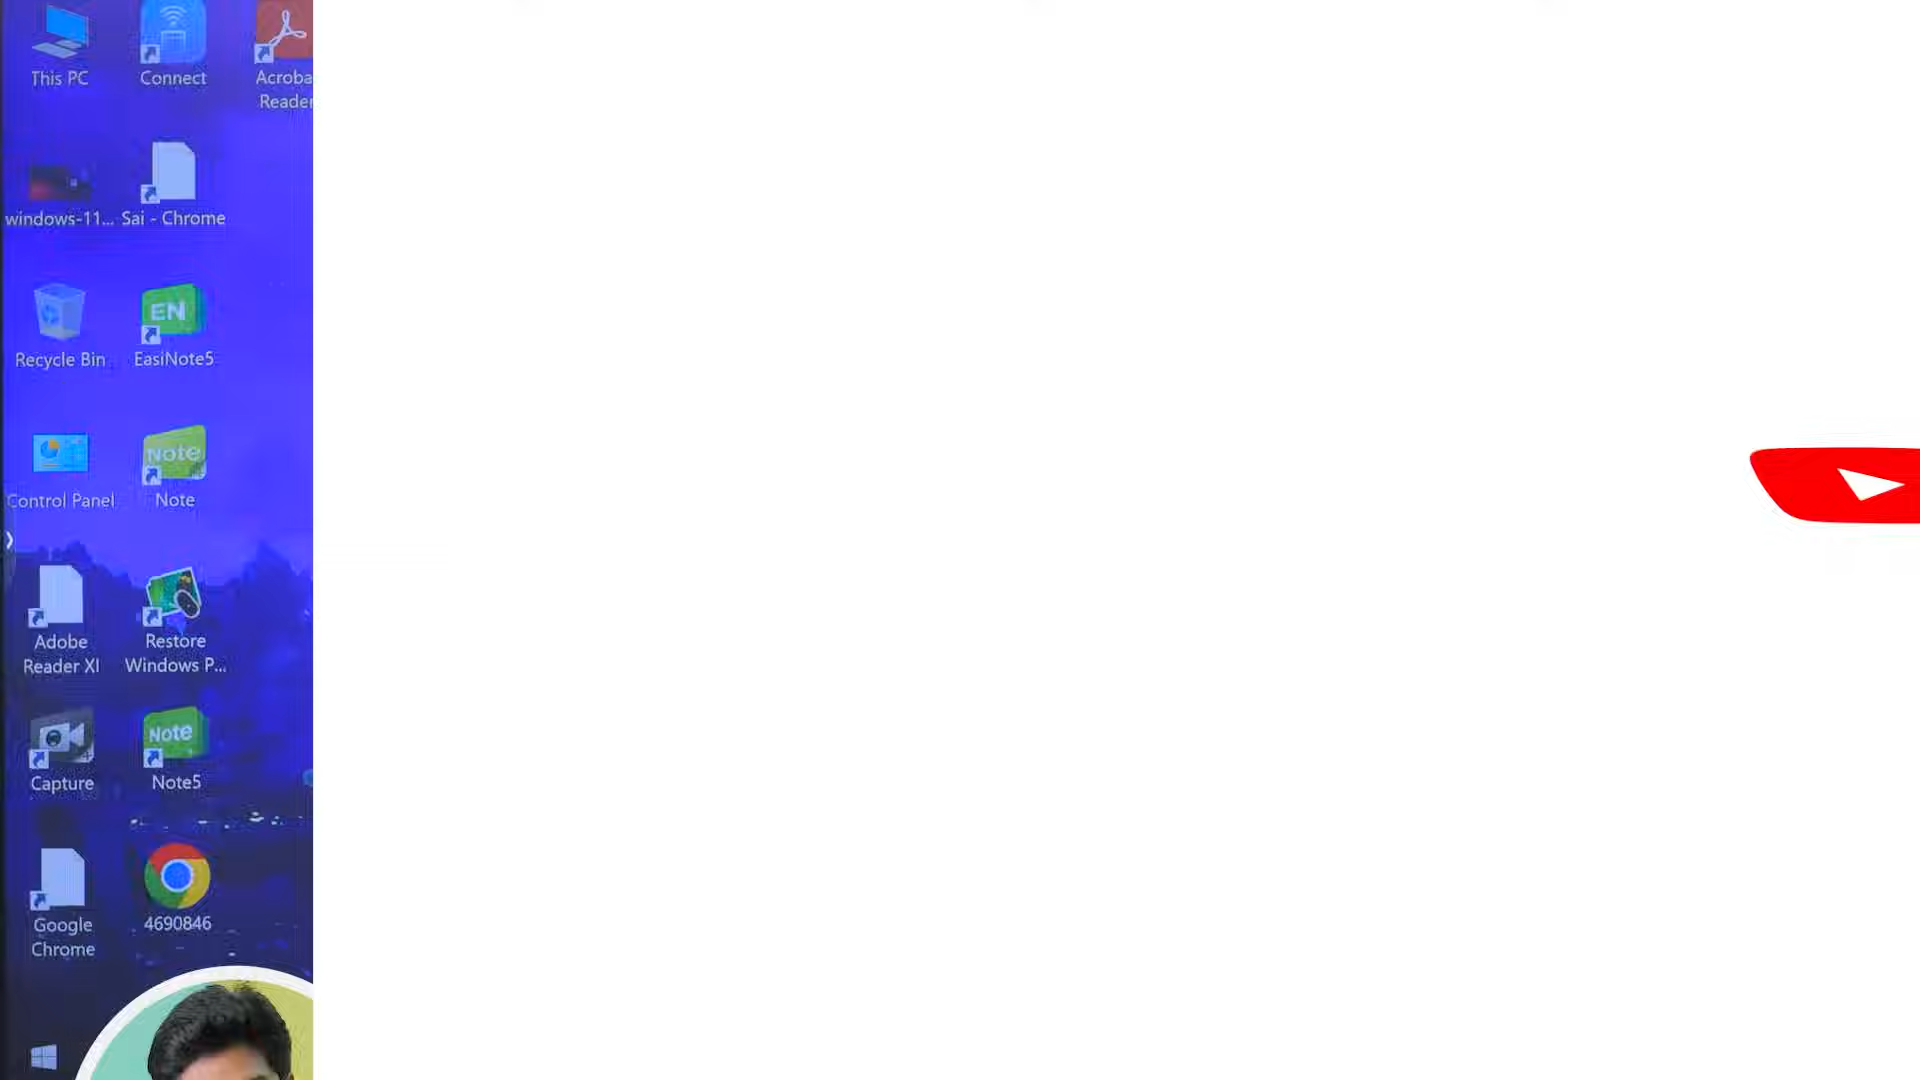 This PC
Connect
Acroba
Reader
windows-11...
Sai - Chrome
Recycle Bin
EN
EasiNote5
Control Panel
Note
Note
Adobe
Reader XI
Restore
Windows P...
Capture
Note
Note5
Google
Chrome
4690846